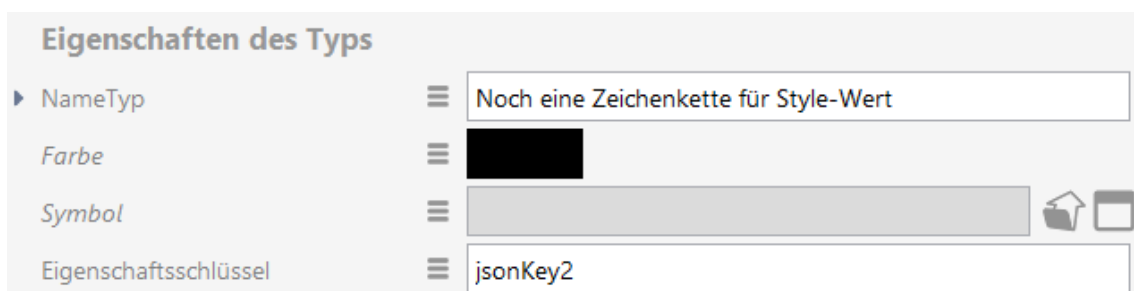 Eigenschaften des Typs
NameTyp Noch eine Zeichenkette für Style-Wert
Farbe
Symbol
Eigenschaftsschlüssel jsonKey2